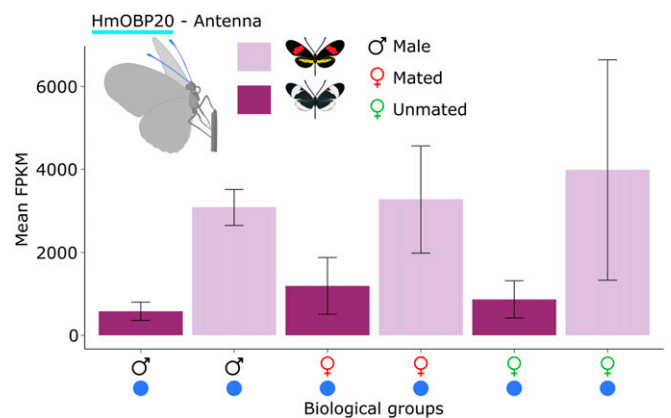 HmOBP20 - Antenna
♂ Male
♀ Mated
♀ Unmated
6000
4000
2000
0
Mean FPKM
♂ ♂ ♀ ♀ ♀ ♀
Biological groups